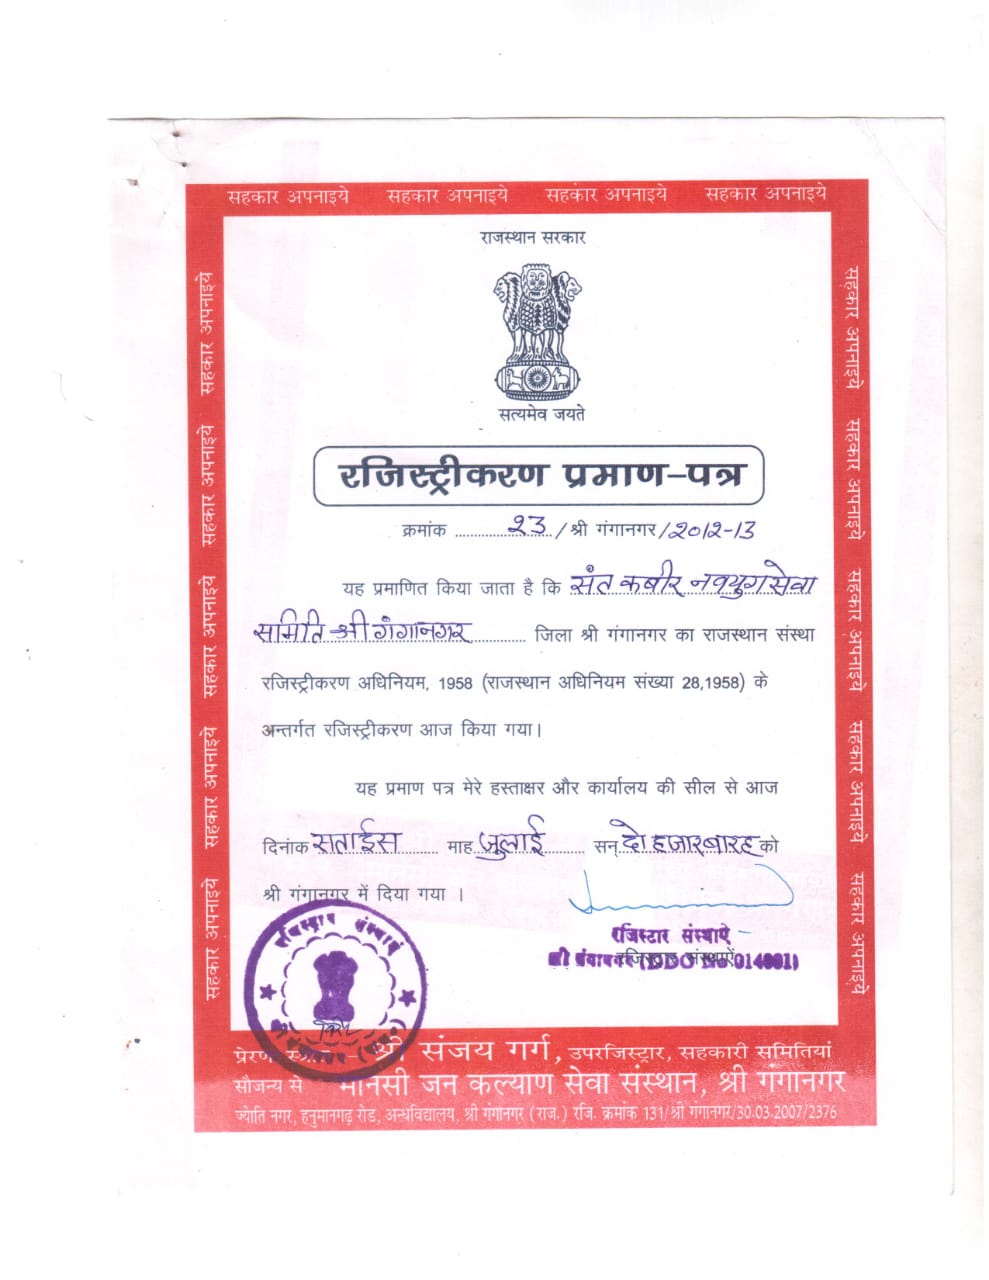 सहकार अपनाइये सहकार अपनाइये सहकार अपनाइये सहकार अपनाइये
राजस्थान सरकार
सत्यमेव जयते
रजिस्ट्रीकरण प्रमाण-पत्र
क्रमांक ...................23../ श्री गंगानगर/2012-13
यह प्रमाणित किया जाता है कि संत कबीर नवयुग सेवा
समिति श्री गंगानगर ............ जिला श्री गंगानगर का राजस्थान संस्था
रजिस्ट्रीकरण अधिनियम, 1958 (राजस्थान अधिनियम संख्या 28,1958) के
अन्तर्गत रजिस्ट्रीकरण आज किया गया।
यह प्रमाण पत्र मेरे हस्ताक्षर और कार्यालय की सील से आज
दिनांक सताईस ......... माह जुलाई ......... सन् दो हजार बारह को
श्री गंगानगर में दिया गया ।
रजिस्टार संस्थाऐं
रजिस्टार संस्थाऐं
(DDO No 014001)
रजिस्ट्रार संस्थाऐं
सहकार अपनाइये सहकार अपनाइये सहकार अपनाइये सहकार अपनाइये सहकार अपनाइये
सहकार अपनाइये सहकार अपनाइये सहकार अपनाइये सहकार अपनाइये सहकार अपनाइये
श्री संजय गर्ग, उपरजिस्ट्रार, सहकारी समितियां
सौजन्य से मानसी जन कल्याण सेवा संस्थान, श्री गंगानगर
ज्योति नगर, हनुमानगढ़ रोड, अन्धविद्यालय, श्री गंगानगर (राज.) रजि. क्रमांक 131/श्री गंगानगर/30.03.2007/2376